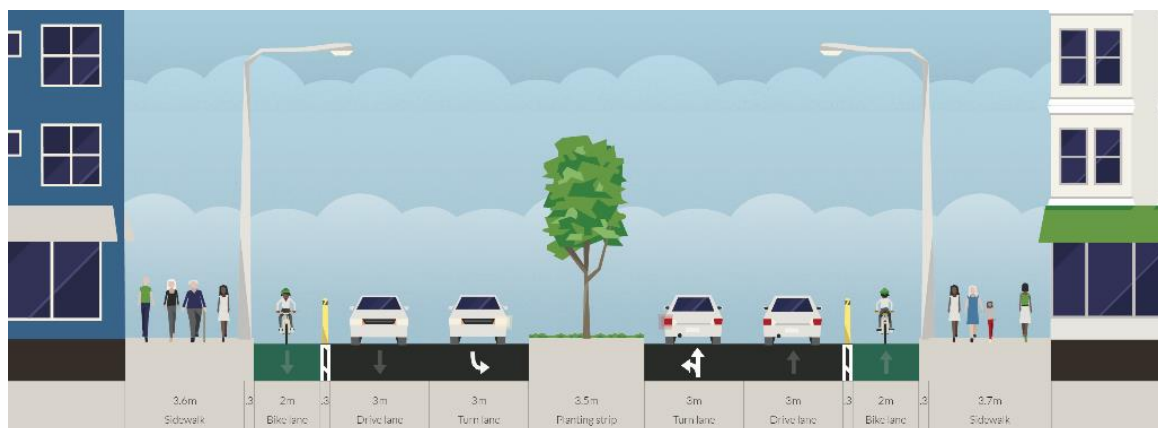 3.6m
Sidewalk
.3
2m
Bike lane
.3
3m
Drive lane
3m
Turn lane
3.5m
Planting strip
3m
Turn lane
3m
Drive lane
.3
2m
Bike lane
.3
3.7m
Sidewalk